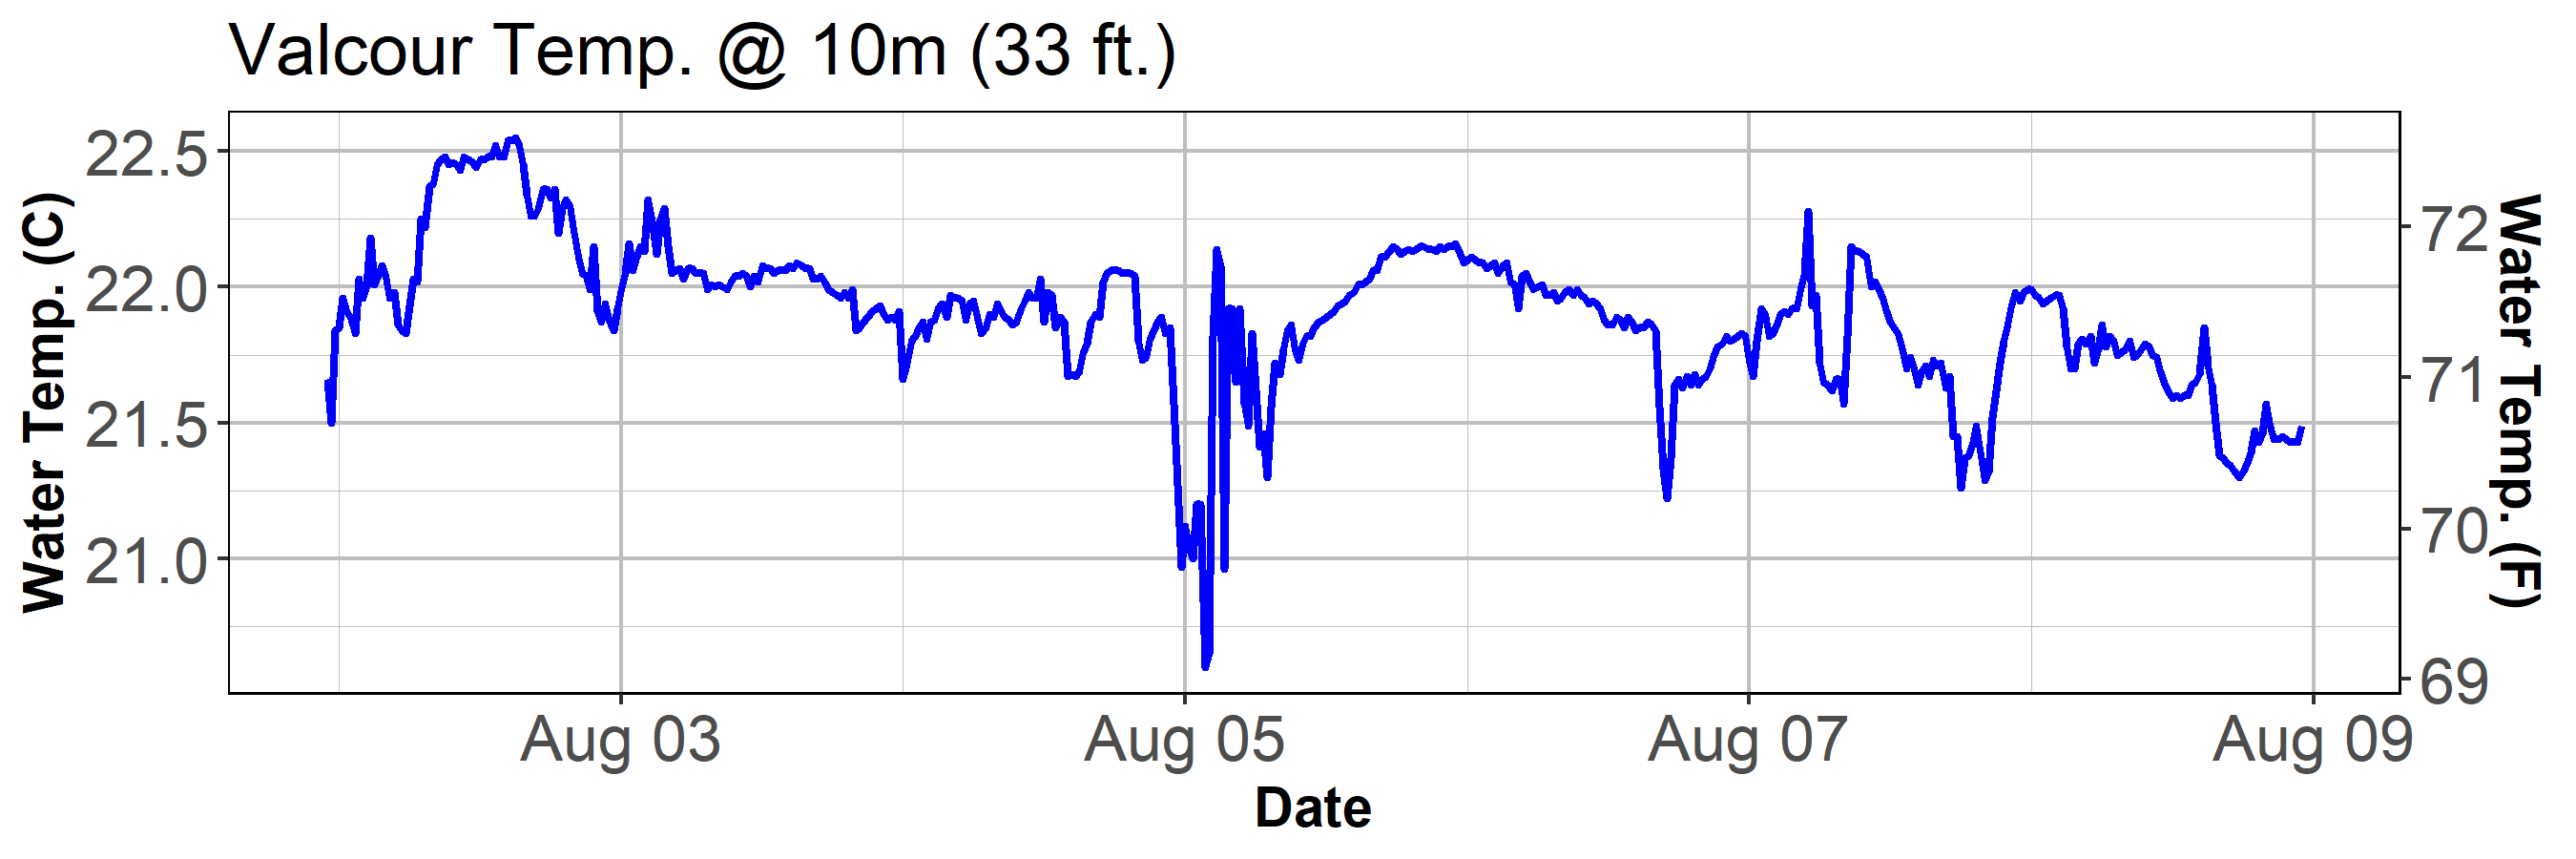 Valcour Temp. @ 10m (33 ft.)
Water Temp. (C)
22.5
22.0
21.5
21.0
72
71
70
69
Water Temp. (F)
Aug 03
Aug 05
Aug 07
Aug 09
Date